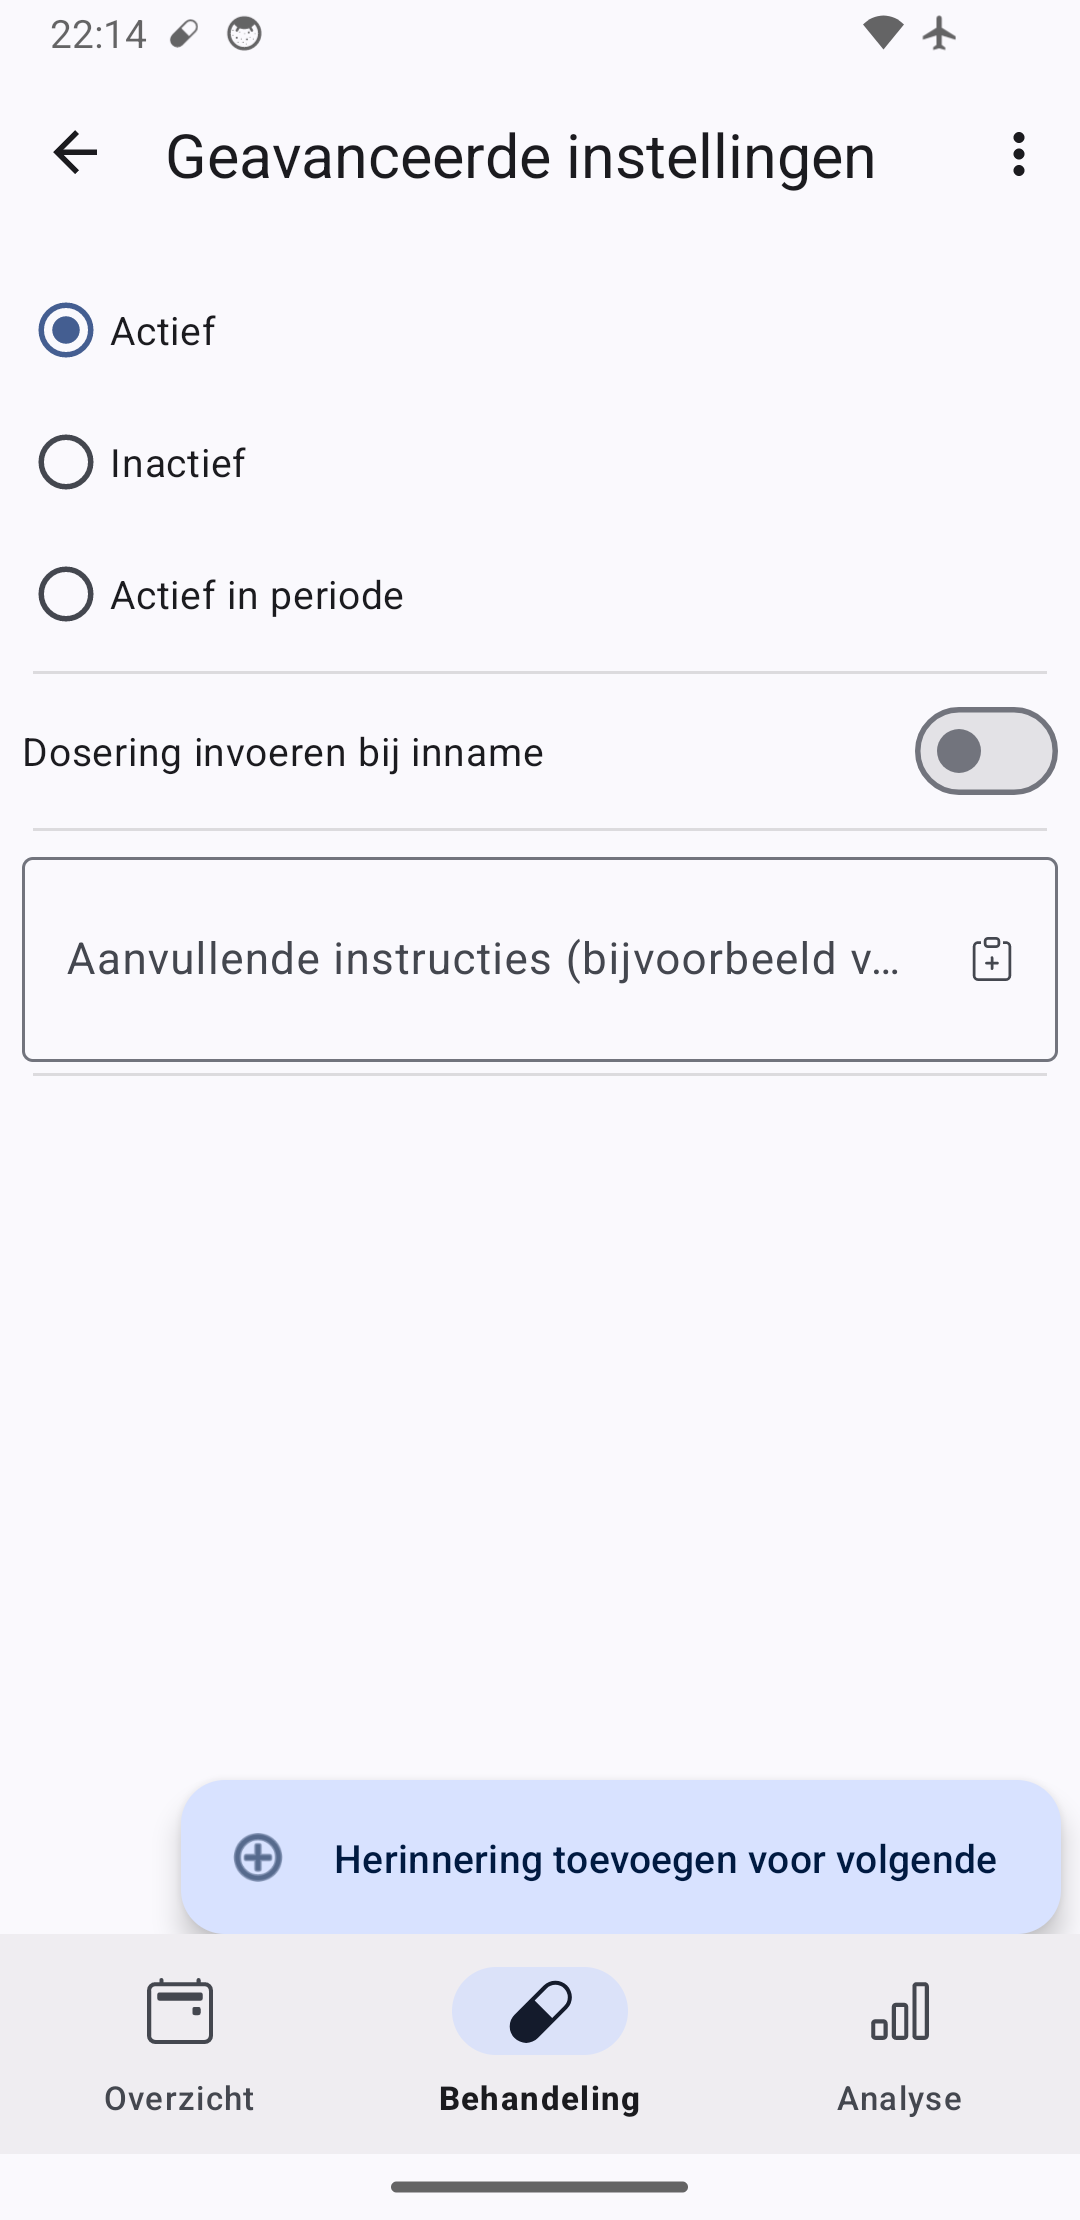 22:14
Geavanceerde instellingen
Actief
Inactief
Actief in periode
Dosering invoeren bij inname
Aanvullende instructies (bijvoorbeeld v…
Herinnering toevoegen voor volgende
Overzicht
Behandeling
Analyse